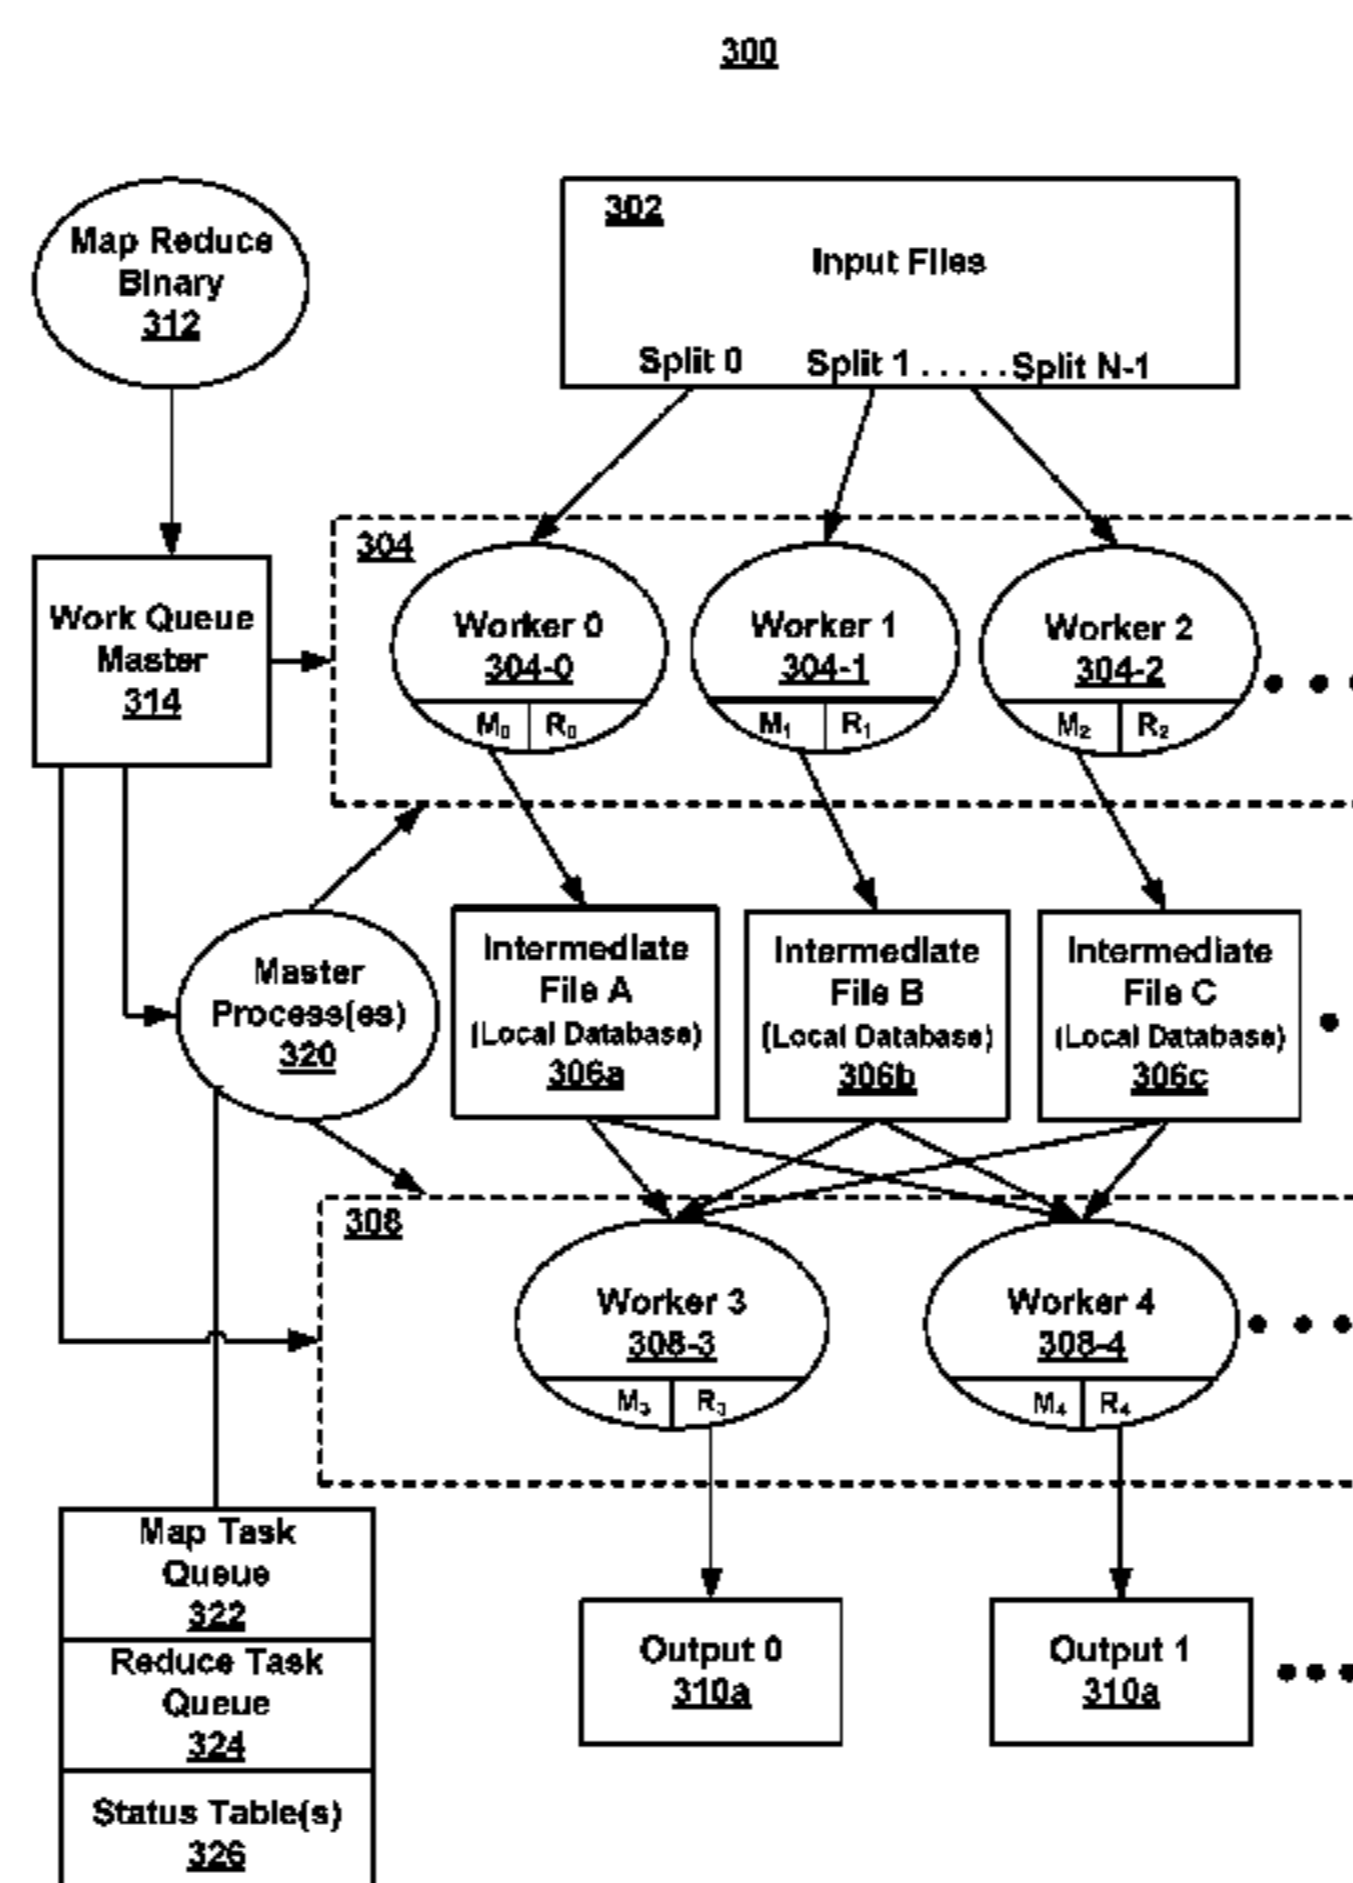 300
Map Reduce
Binary
312
302
Input Files
Split 0 Split 1 . . . . . Split N-1
Work Queue
Master
314
304
Worker 0
304-0
M₀ R₀
Worker 1
304-1
M₁ R₁
Worker 2
304-2
M₂ R₂
Master
Process(es)
320
Intermediate
File A
(Local Database)
306a
Intermediate
File B
(Local Database)
306b
Intermediate
File C
(Local Database)
306c
308
Worker 3
308-3
M₃ R₃
Worker 4
308-4
M₄ R₄
Map Task
Queue
322
Reduce Task
Queue
324
Status Table(s)
326
Output 0
310a
Output 1
310a